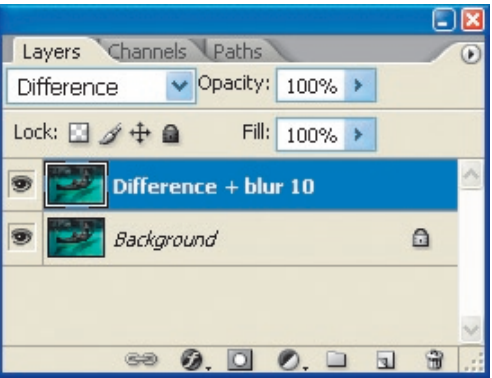 Layers Channels Paths
Difference Opacity: 100%
Lock: Fill: 100%
Difference + blur 10
Background